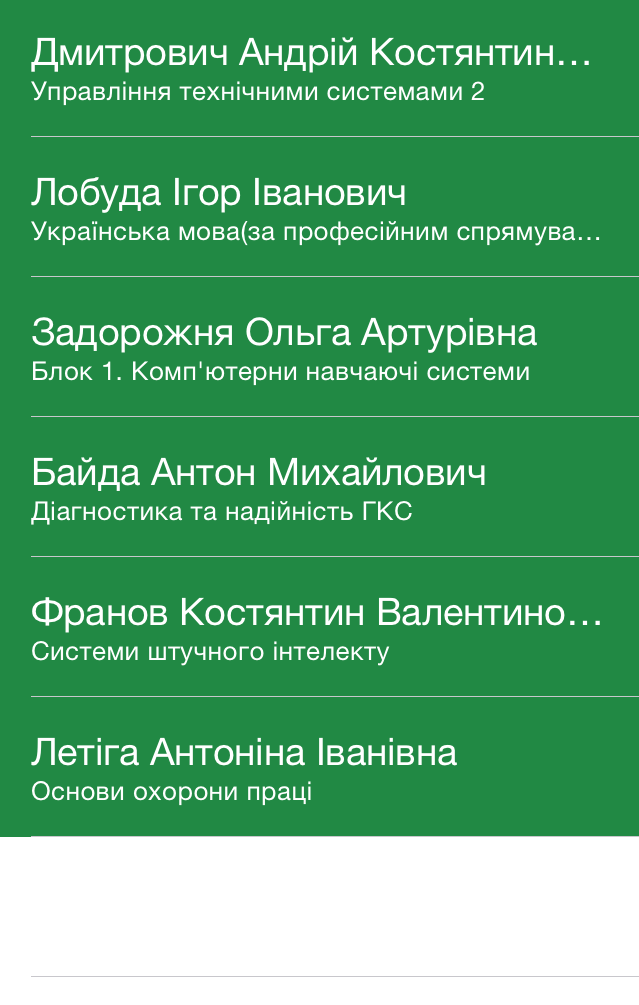 Дмитрович Андрій Костянтин…
Управління технічними системами 2
Лобуда Ігор Іванович
Українська мова(за професійним спрямува…
Задорожня Ольга Артурівна
Блок 1. Комп'ютерни навчаючі системи
Байда Антон Михайлович
Діагностика та надійність ГКС
Франов Костянтин Валентино…
Системи штучного інтелекту
Летіга Антоніна Іванівна
Основи охорони праці